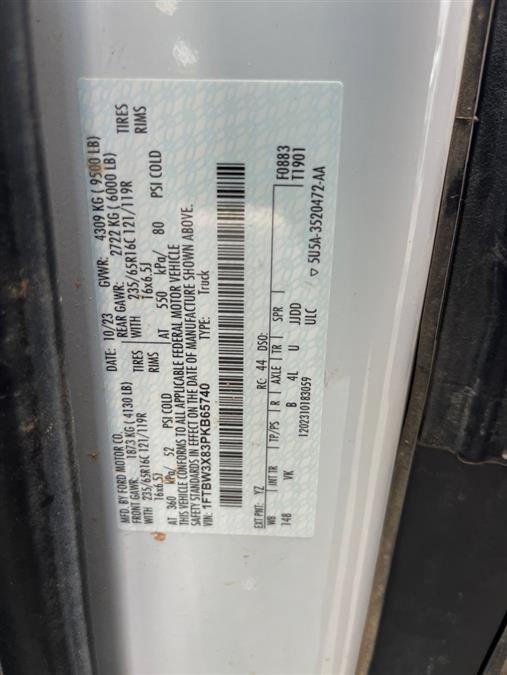 MFD. BY FORD MOTOR CO. DATE: 10/23 GVWR: 4309 KG ( 9500 LB)
FRONT GAWR: 1873 KG ( 4130 LB) REAR GAWR: 2722 KG ( 6000 LB)
WITH 235/65R16C 121/119R TIRES WITH 235/65R16C 121/119R TIRES
16x6.5J RIMS 16x6.5J RIMS
AT 360 kPa/ 52 PSI COLD AT 550 kPa/ 80 PSI COLD
THIS VEHICLE CONFORMS TO ALL APPLICABLE FEDERAL MOTOR VEHICLE
SAFETY STANDARDS IN EFFECT ON THE DATE OF MANUFACTURE SHOWN ABOVE.
VIN: 1FTBW3X83PKB65740 TYPE: Truck
EXT PNT: YZ RC: 44 DSO: F0883
WB INT TR TP/PS R AXLE TR SPR T1901
148 VK B 4L U JJDD
ULC
1202310183059 ▽ 5U5A-3520472-AA